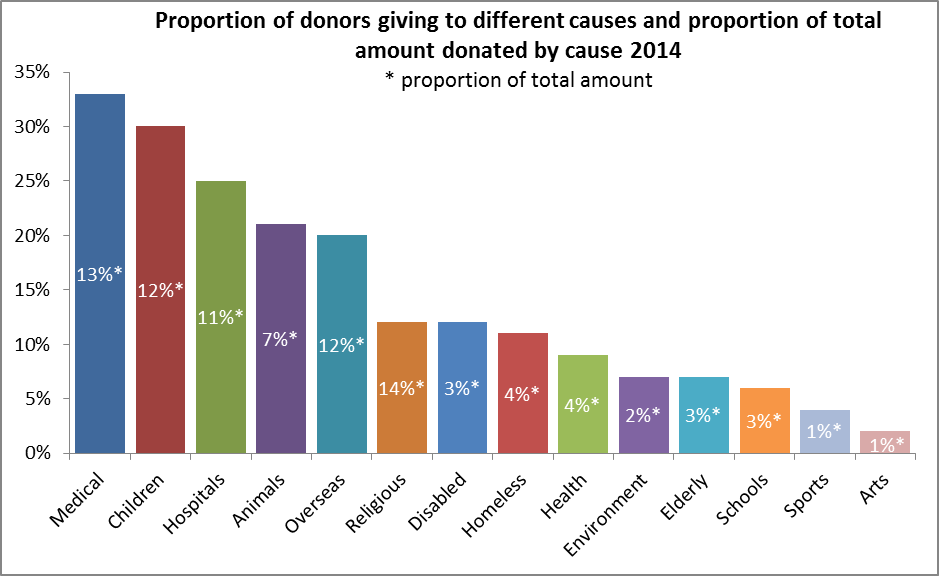 Proportion of donors giving to different causes and proportion of total
amount donated by cause 2014
* proportion of total amount
35%
30%
25%
20%
15%
10%
5%
0%
13%*
12%*
11%*
7%*
12%*
14%*
3%*
4%*
4%*
2%*
3%*
3%*
1%*
1%*
Medical
Children
Hospitals
Animals
Overseas
Religious
Disabled
Homeless
Health
Environment
Elderly
Schools
Sports
Arts